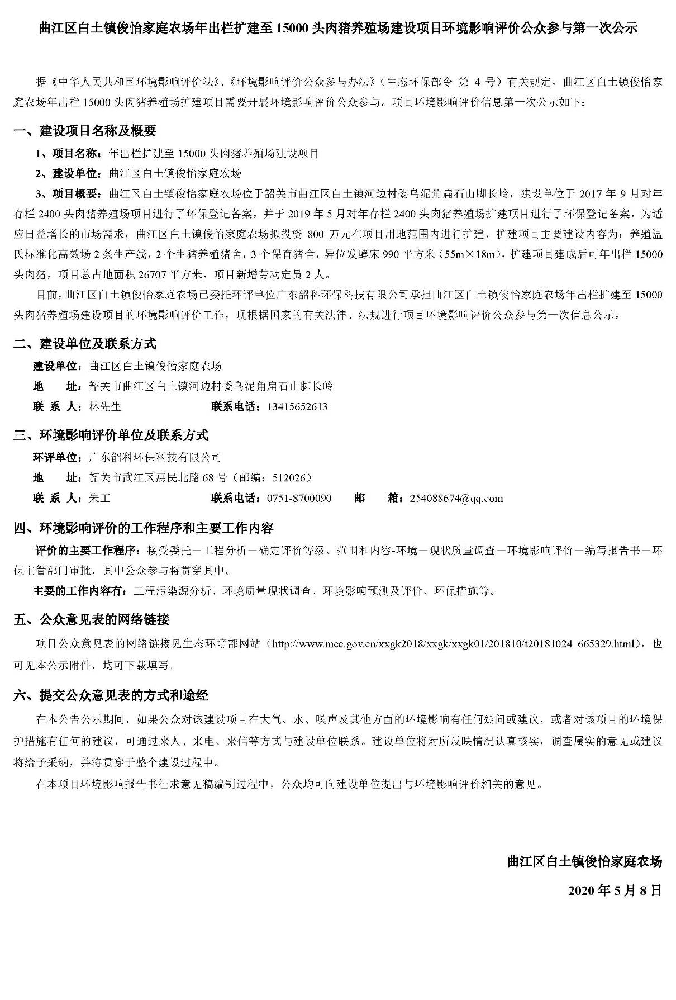 曲江区白土镇俊怡家庭农场年出栏扩建至 15000 头肉猪养殖场建设项目环境影响评价公众参与第一次公示
据《中华人民共和国环境影响评价法》、《环境影响评价公众参与办法》（生态环保部令 第 4 号）有关规定，曲江区白土镇俊怡家
庭农场年出栏 15000 头肉猪养殖场扩建项目需要开展环境影响评价公众参与。项目环境影响评价信息第一次公示如下：
一、建设项目名称及概要
1、项目名称：年出栏扩建至 15000 头肉猪养殖场建设项目
2、建设单位：曲江区白土镇俊怡家庭农场
3、项目概要：曲江区白土镇俊怡家庭农场位于韶关市曲江区白土镇河边村委乌泥角扁石山脚长岭，建设单位于 2017 年 9 月对年
存栏 2400 头肉猪养殖场项目进行了环保登记备案，并于 2019 年 5 月对年存栏 2400 头肉猪养殖场扩建项目进行了环保登记备案，为适
应日益增长的市场需求，曲江区白土镇俊怡家庭农场拟投资 800 万元在项目用地范围内进行扩建，扩建项目主要建设内容为：养殖温
氏标准化高效场 2 条生产线，2 个生猪养殖猪舍，3 个保育猪舍，异位发酵床 990 平方米（55m×18m），扩建项目建成后可年出栏 15000
头肉猪，项目总占地面积 26707 平方米，项目新增劳动定员 2 人。
目前，曲江区白土镇俊怡家庭农场已委托环评单位广东韶科环保科技有限公司承担曲江区白土镇俊怡家庭农场年出栏扩建至 15000
头肉猪养殖场建设项目的环境影响评价工作，现根据国家的有关法律、法规进行项目环境影响评价公众参与第一次信息公示。
二、建设单位及联系方式
建设单位：曲江区白土镇俊怡家庭农场
地 址：韶关市曲江区白土镇河边村委乌泥角扁石山脚长岭
联 系 人：林先生 联系电话：13415652613
三、环境影响评价单位及联系方式
环评单位：广东韶科环保科技有限公司
地 址：韶关市武江区惠民北路 68 号（邮编：512026）
联 系 人：朱工 联系电话：0751-8700090 邮 箱：254088674@qq.com
四、环境影响评价的工作程序和主要工作内容
评价的主要工作程序：接受委托－工程分析－确定评价等级、范围和内容-环境－现状质量调查－环境影响评价－编写报告书－环
保主管部门审批，其中公众参与将贯穿其中。
主要的工作内容有：工程污染源分析、环境质量现状调查、环境影响预测及评价、环保措施等。
五、公众意见表的网络链接
项目公众意见表的网络链接见生态环境部网站（http://www.mee.gov.cn/xxgk2018/xxgk/xxgk01/201810/t20181024_665329.html），也
可见本公示附件，均可下载填写。
六、提交公众意见表的方式和途经
在本公告公示期间，如果公众对该建设项目在大气、水、噪声及其他方面的环境影响有任何疑问或建议，或者对该项目的环境保
护措施有任何的建议，可通过来人、来电、来信等方式与建设单位联系。建设单位将对所反映情况认真核实，调查属实的意见或建议
将给予采纳，并将贯穿于整个建设过程中。
在本项目环境影响报告书征求意见稿编制过程中，公众均可向建设单位提出与环境影响评价相关的意见。
曲江区白土镇俊怡家庭农场
2020 年 5 月 8 日